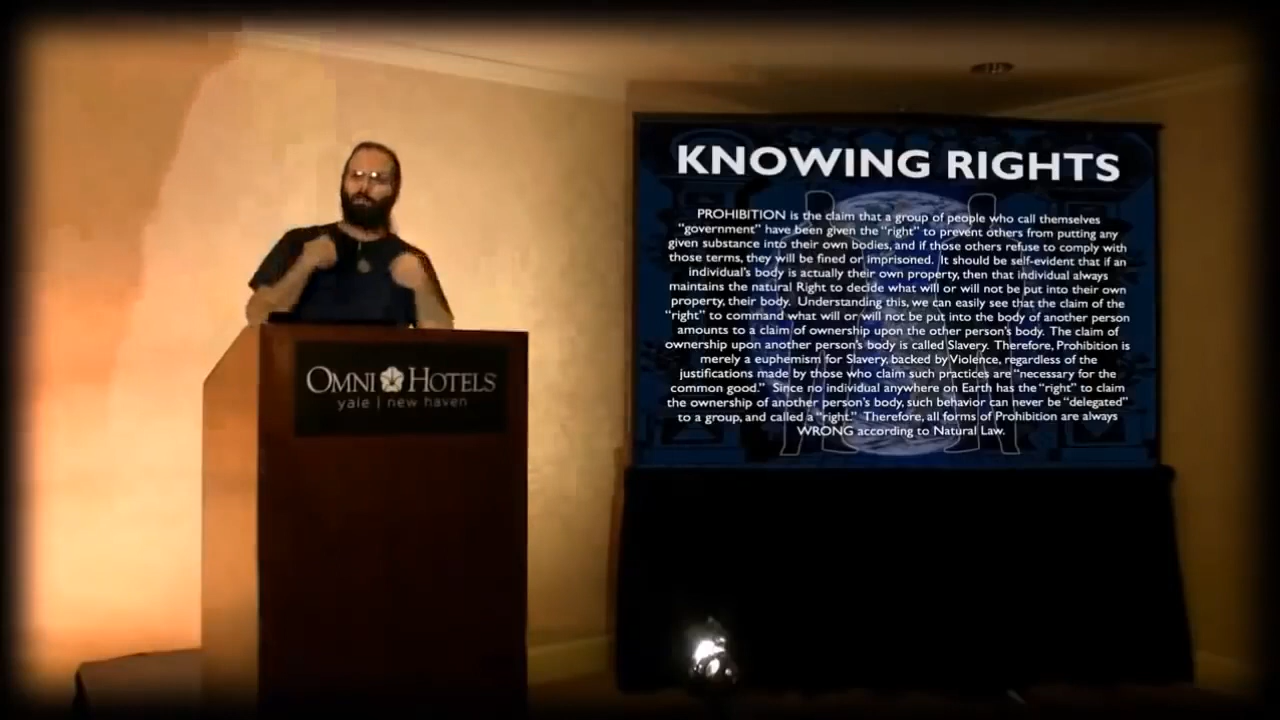 KNOWING RIGHTS
PROHIBITION is the claim that a group of people who call themselves
“government” have been given the “right” to prevent others from putting any
given substance into their own bodies, and if those others refuse to comply with
those terms, they will be fined or imprisoned. It should be self-evident that if an
individual’s body is actually their own property, then that individual always
maintains the natural Right to decide what will or will not be put into their own
property, their body. Understanding this, we can easily see that the claim of the
“right” to command what will or will not be put into the body of another person
amounts to a claim of ownership upon the other person’s body. The claim of
ownership upon another person’s body is called Slavery. Therefore, Prohibition is
merely a euphemism for Slavery, backed by Violence, regardless of the
justifications made by those who claim such practices are “necessary for the
common good.” Since no individual anywhere on Earth has the “right” to claim
the ownership of another person’s body, such behavior can never be “delegated”
to a group, and called a “right.” Therefore, all forms of Prohibition are always
WRONG according to Natural Law.
OMNI HOTELS
yale | new haven